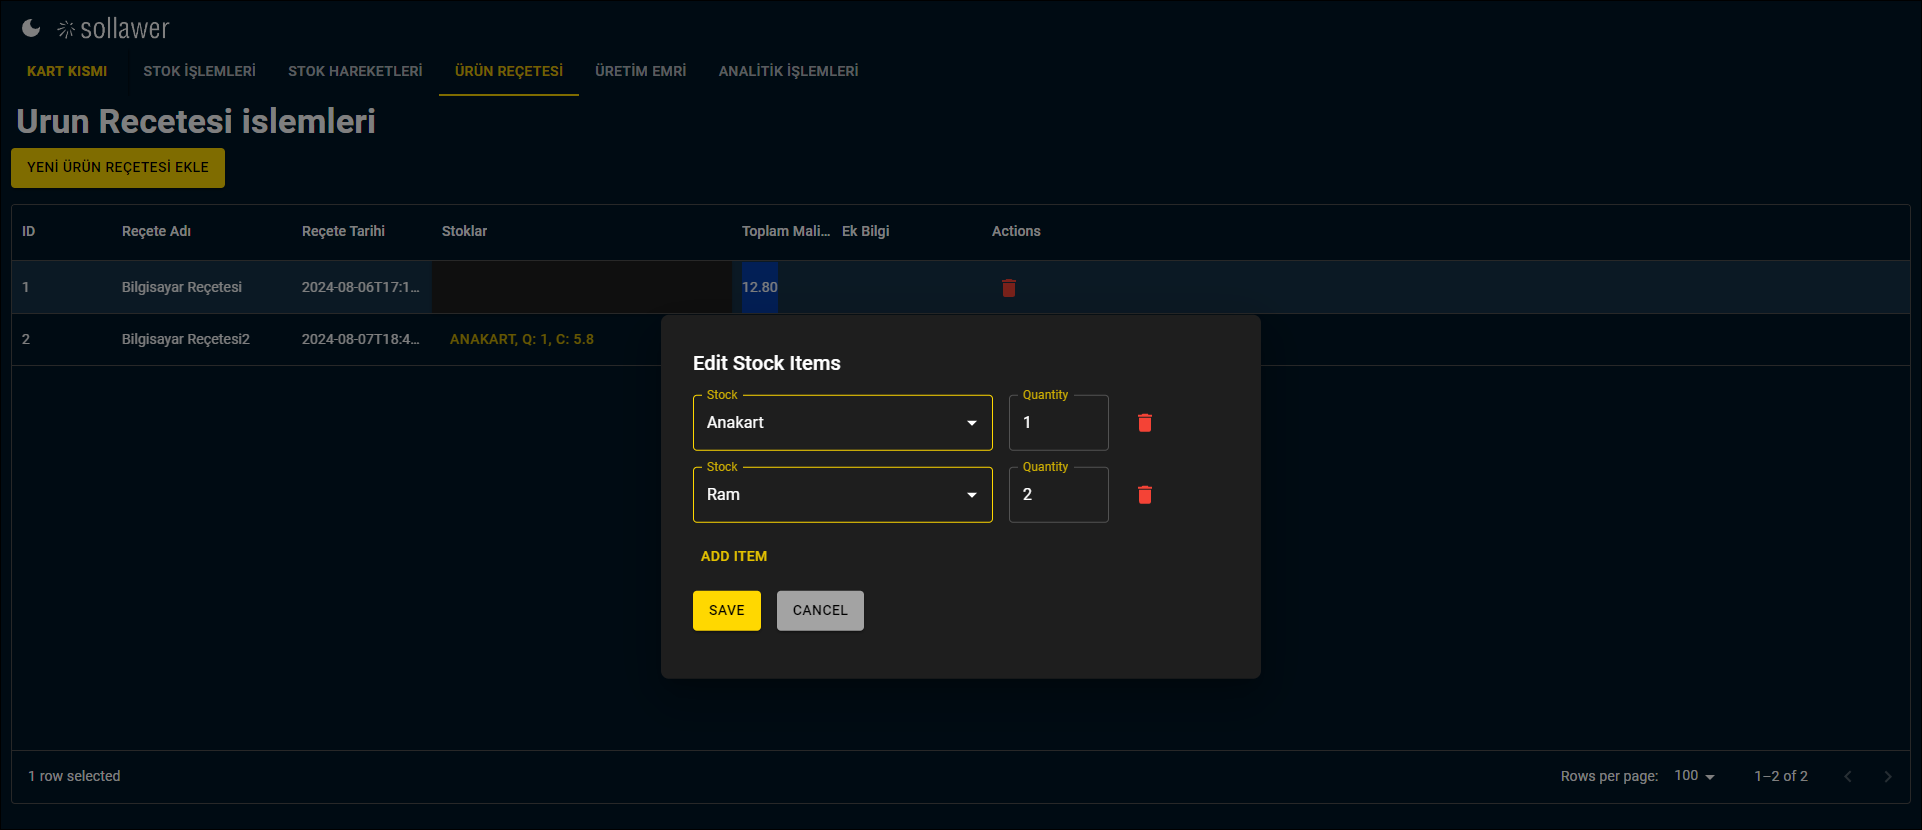 sollawer
KART KISMI STOK İŞLEMLERİ STOK HAREKETLERİ ÜRÜN REÇETESİ ÜRETİM EMRİ ANALİTİK İŞLEMLERİ
Urun Recetesi islemleri
YENİ ÜRÜN REÇETESİ EKLE
ID Reçete Adı Reçete Tarihi Stoklar Toplam Mali... Ek Bilgi Actions
1 Bilgisayar Reçetesi 2024-08-06T17:1... 12.80
2 Bilgisayar Reçetesi2 2024-08-07T18:4... ANAKART, Q: 1, C: 5.8
Edit Stock Items
Stock Quantity
Anakart 1
Stock Quantity
Ram 2
ADD ITEM
SAVE CANCEL
1 row selected Rows per page: 100 1–2 of 2